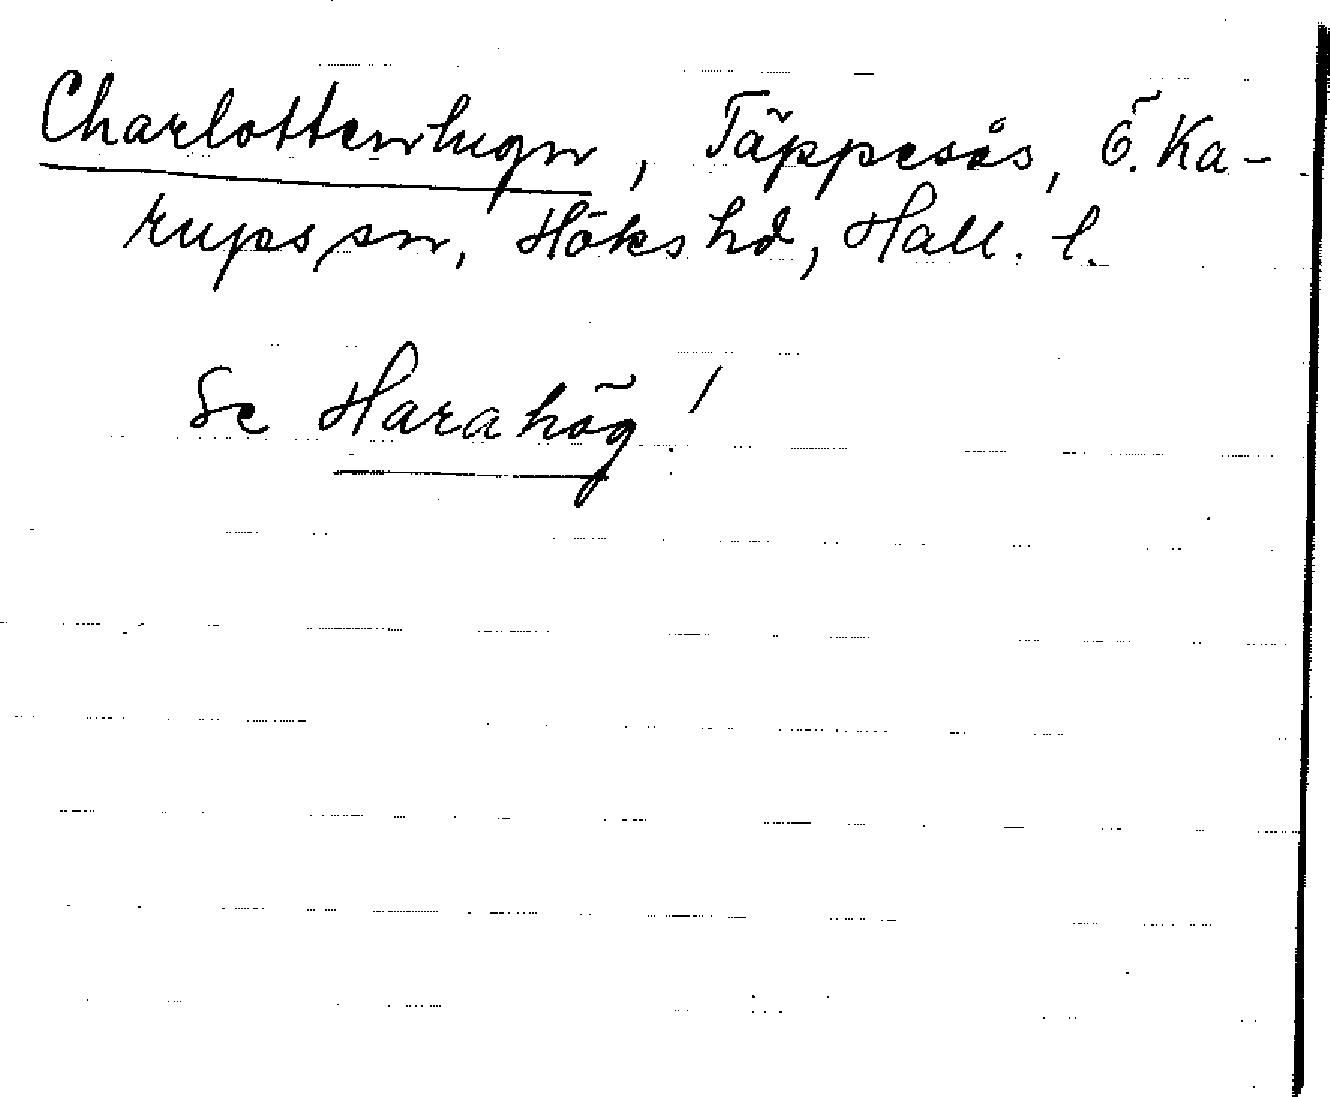 Charlottenlugn, Täppesås, Ö. Ka-
rups sn, Höks hd, Hall. l.
Se Harahög!